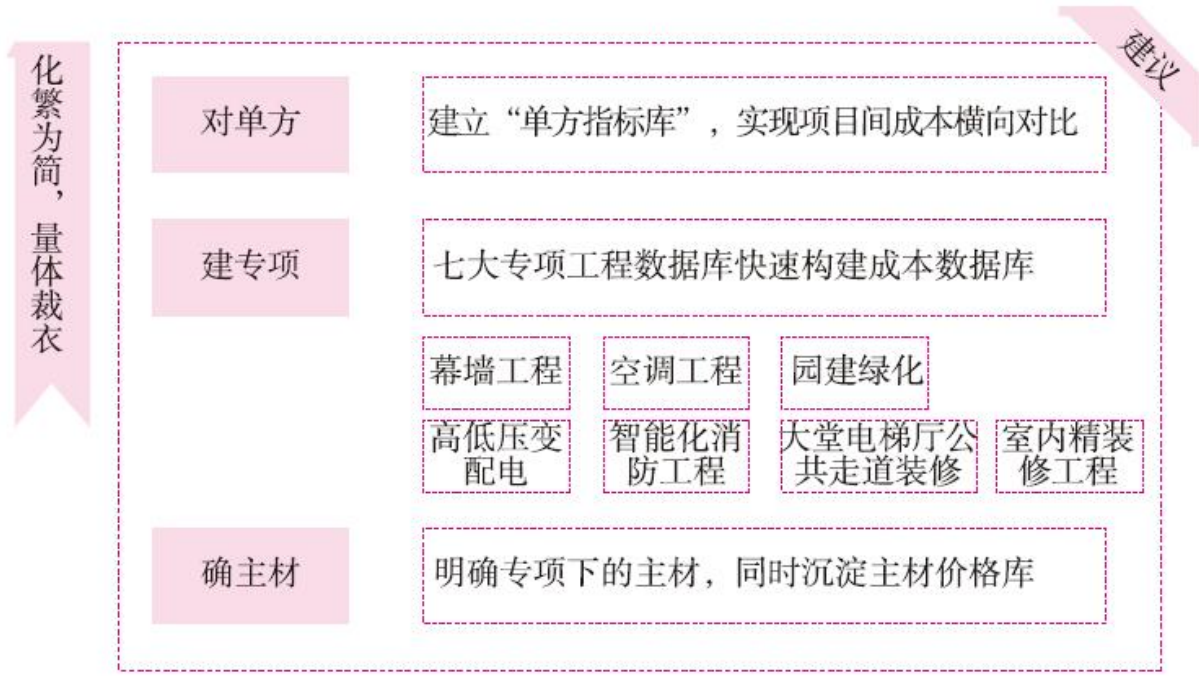 建议
化繁为简，量体裁衣
对单方
建立“单方指标库”，实现项目间成本横向对比
建专项
七大专项工程数据库快速构建成本数据库
幕墙工程
空调工程
园建绿化
高低压变
配电
智能化消
防工程
大堂电梯厅公
共走道装修
室内精装
修工程
确主材
明确专项下的主材，同时沉淀主材价格库